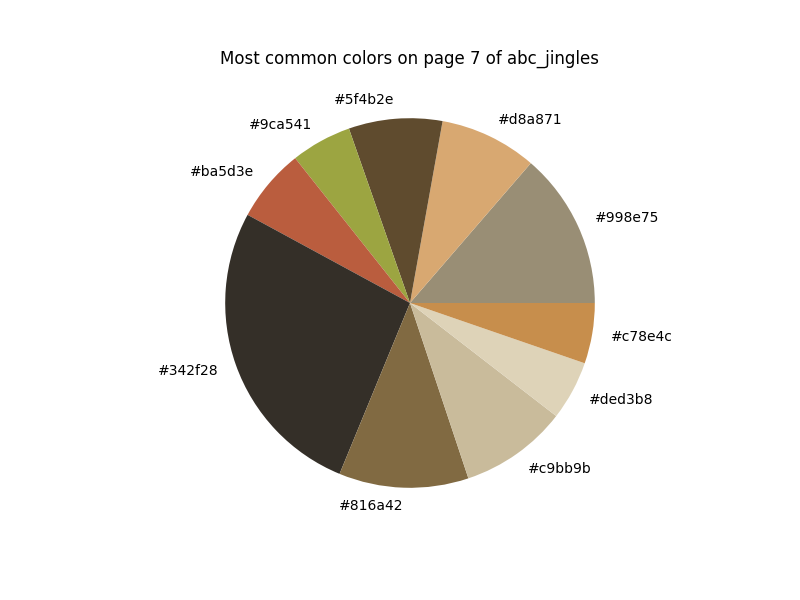 Most common colors on page 7 of abc_jingles
#5f4b2e
#d8a871
#9ca541
#ba5d3e
#998e75
#c78e4c
#342f28
#ded3b8
#c9bb9b
#816a42